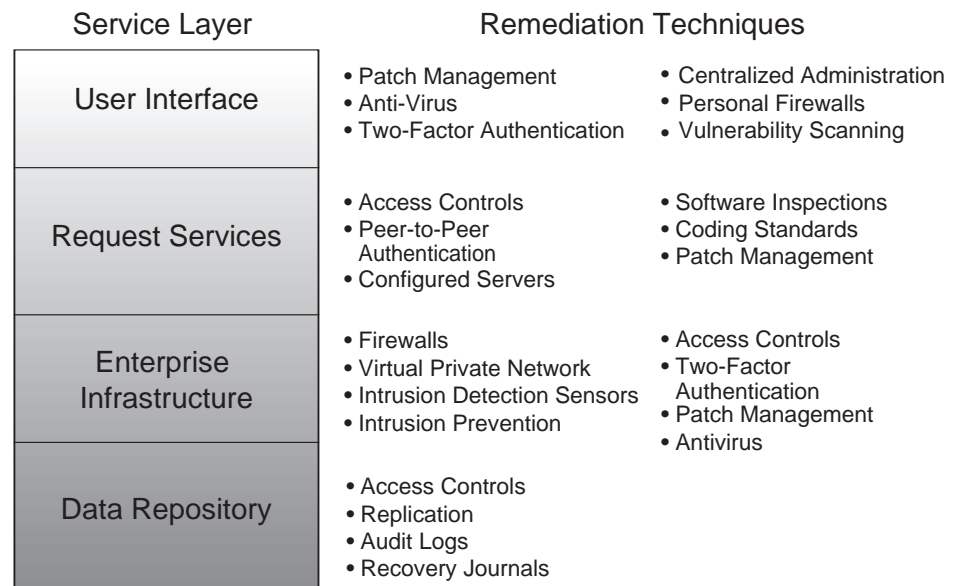 Service Layer
Remediation Techniques
User Interface
• Patch Management
• Anti-Virus
• Two-Factor Authentication
• Centralized Administration
• Personal Firewalls
• Vulnerability Scanning
Request Services
• Access Controls
• Peer-to-Peer
Authentication
• Configured Servers
• Software Inspections
• Coding Standards
• Patch Management
Enterprise
Infrastructure
• Firewalls
• Virtual Private Network
• Intrusion Detection Sensors
• Intrusion Prevention
• Access Controls
• Two-Factor
Authentication
• Patch Management
• Antivirus
Data Repository
• Access Controls
• Replication
• Audit Logs
• Recovery Journals